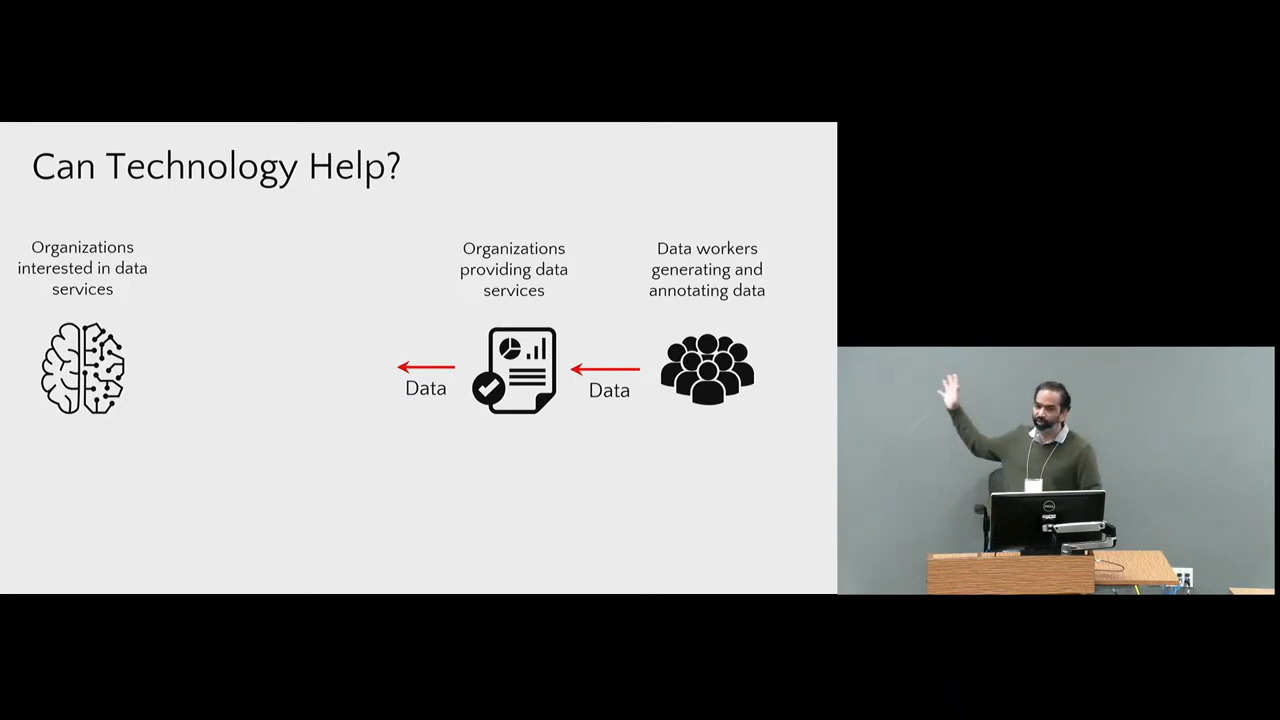 Can Technology Help?
Organizations
interested in data
services
Organizations
providing data
services
Data workers
generating and
annotating data
Data
Data
DELL